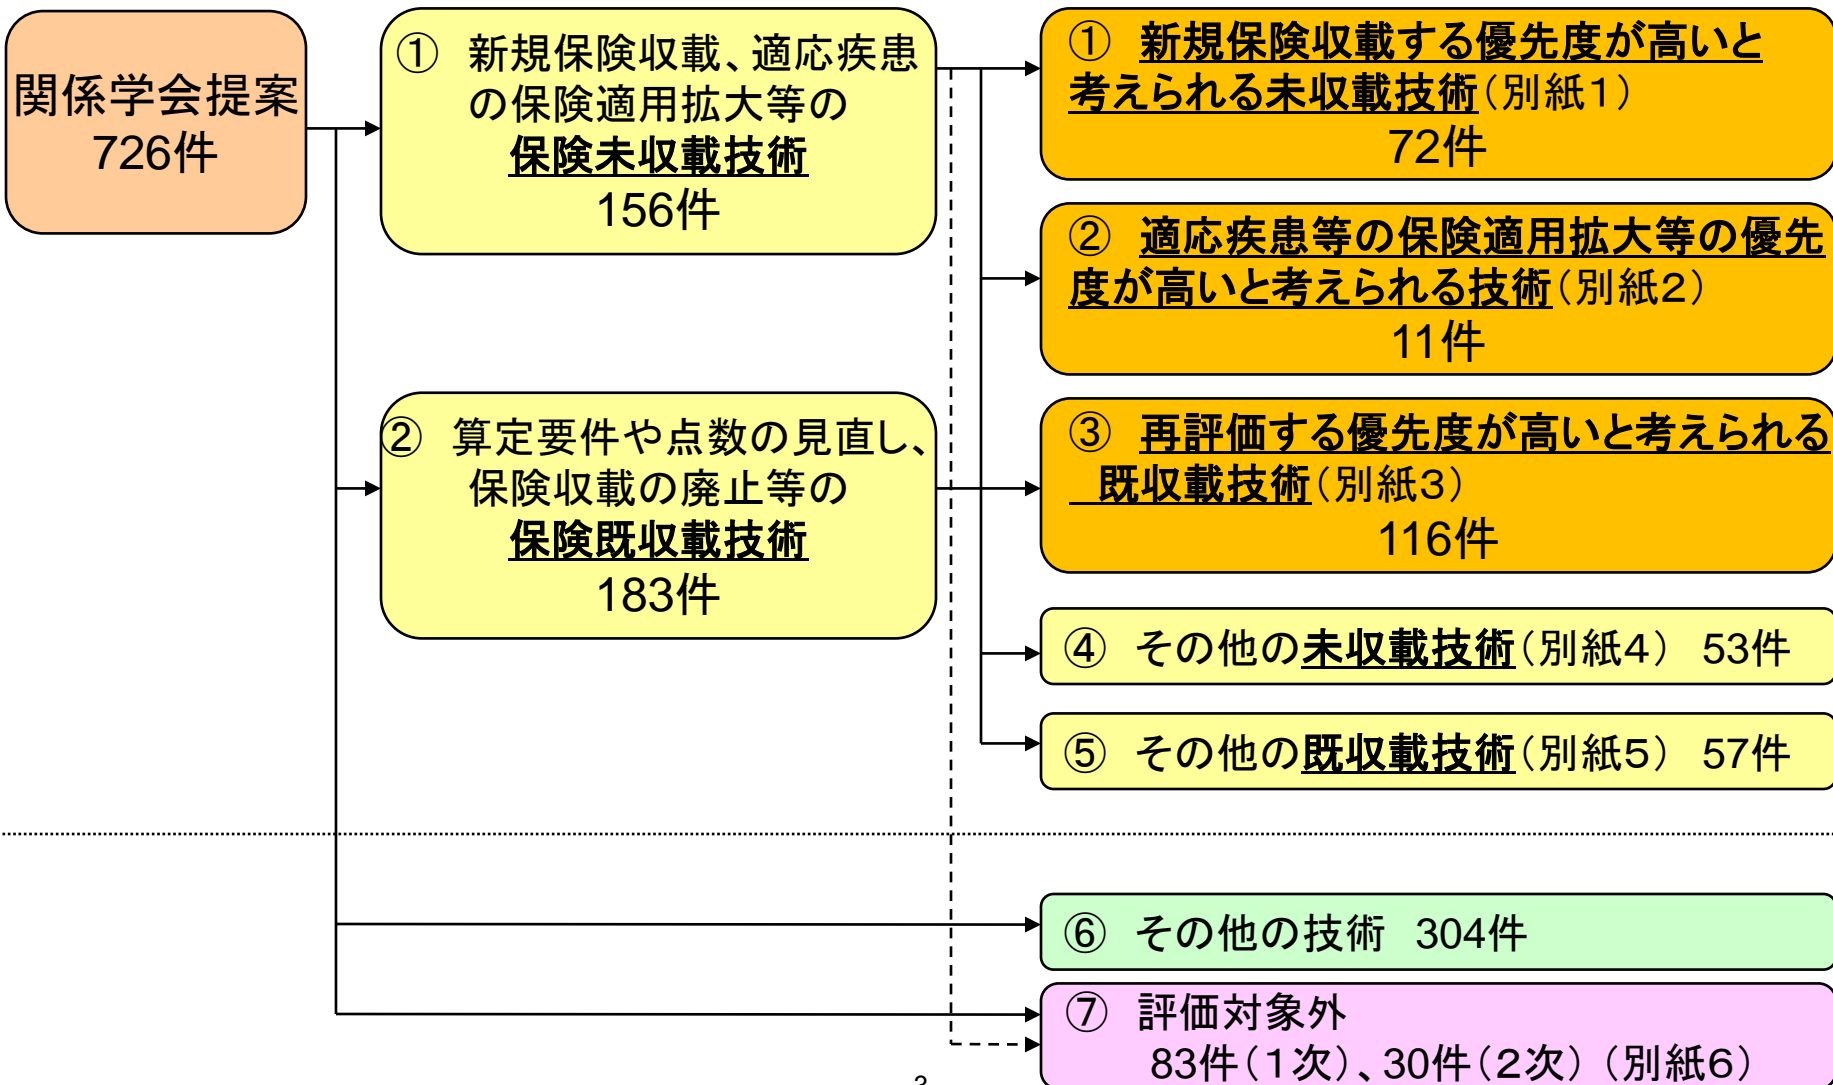 関係学会提案
726件
① 新規保険収載、適応疾患
の保険適用拡大等の
保険未収載技術
156件
② 算定要件や点数の見直し、
保険収載の廃止等の
保険既収載技術
183件
① 新規保険収載する優先度が高いと
考えられる未収載技術(別紙1)
72件
② 適応疾患等の保険適用拡大等の優先
度が高いと考えられる技術(別紙2)
11件
③ 再評価する優先度が高いと考えられる
既収載技術(別紙3)
116件
④ その他の未収載技術(別紙4) 53件
⑤ その他の既収載技術(別紙5) 57件
⑥ その他の技術 304件
⑦ 評価対象外
83件(1次)、30件(2次)(別紙6)
3